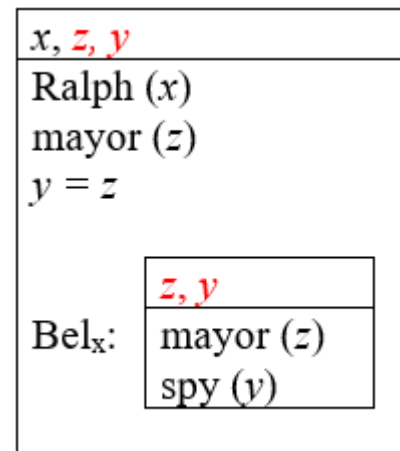 x, z, y
Ralph (x)
mayor (z)
y = z
z, y
Belₓ: mayor (z)
spy (y)